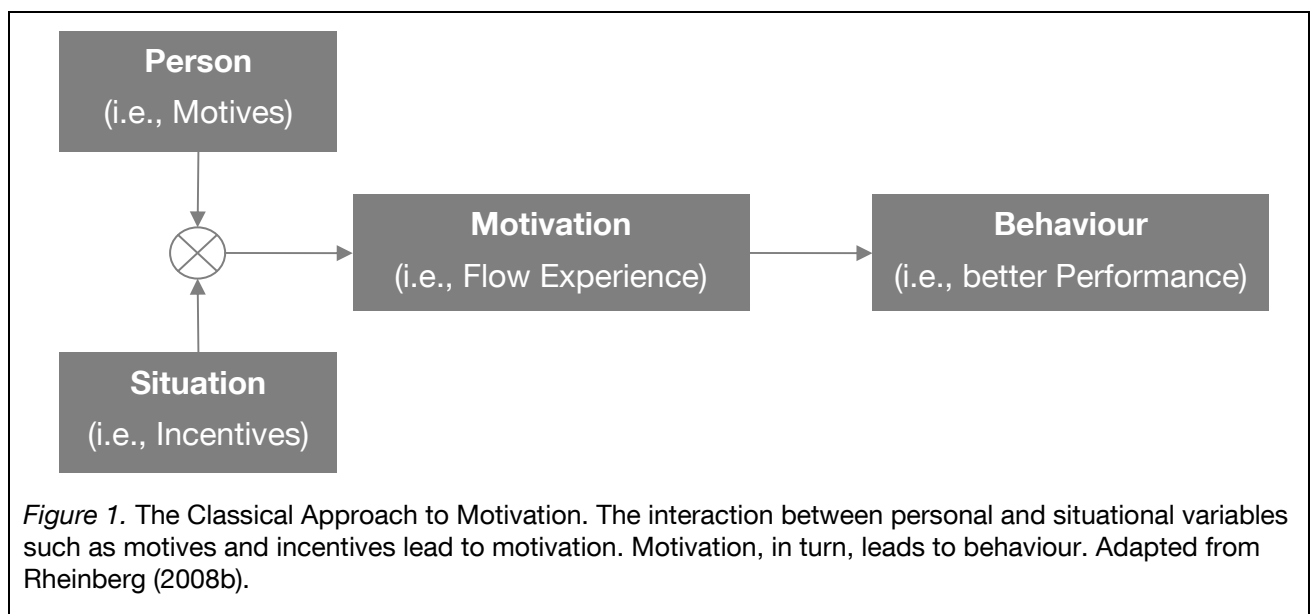 Person
(i.e., Motives)
Motivation
(i.e., Flow Experience)
Behaviour
(i.e., better Performance)
Situation
(i.e., Incentives)
Figure 1. The Classical Approach to Motivation. The interaction between personal and situational variables
such as motives and incentives lead to motivation. Motivation, in turn, leads to behaviour. Adapted from
Rheinberg (2008b).